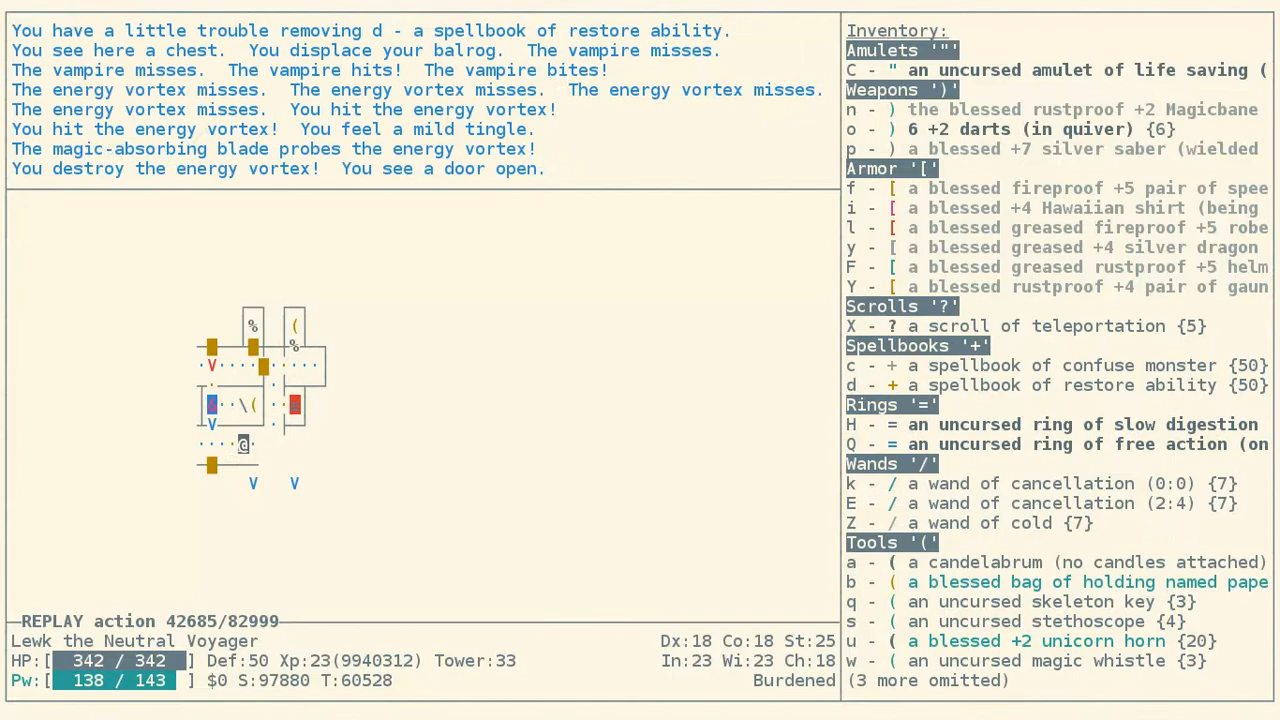 You have a little trouble removing d - a spellbook of restore ability.
You see here a chest.  You displace your balrog.  The vampire misses.
The vampire misses.  The vampire hits!  The vampire bites!
The energy vortex misses.  The energy vortex misses.  The energy vortex misses.
The energy vortex misses.  You hit the energy vortex!
You hit the energy vortex!  You feel a mild tingle.
The magic-absorbing blade probes the energy vortex!
You destroy the energy vortex!  You see a door open.
% (
%
·V···· ·····
··\( ··
V
····@·
V V
REPLAY action 42685/82999
Lewk the Neutral Voyager Dx:18 Co:18 St:25
HP:[ 342 / 342 ] Def:50 Xp:23(9940312) Tower:33 In:23 Wi:23 Ch:18
Pw:[ 138 / 143 ] $0 S:97880 T:60528 Burdened
Inventory:
Amulets '"'
C - " an uncursed amulet of life saving (
Weapons ')'
n - ) the blessed rustproof +2 Magicbane
o - ) 6 +2 darts (in quiver) {6}
p - ) a blessed +7 silver saber (wielded
Armor '['
f - [ a blessed fireproof +5 pair of spee
i - [ a blessed +4 Hawaiian shirt (being
l - [ a blessed greased fireproof +5 robe
y - [ a blessed greased +4 silver dragon
F - [ a blessed greased rustproof +5 helm
Y - [ a blessed rustproof +4 pair of gaun
Scrolls '?'
X - ? a scroll of teleportation {5}
Spellbooks '+'
c - + a spellbook of confuse monster {50}
d - + a spellbook of restore ability {50}
Rings '='
H - = an uncursed ring of slow digestion
Q - = an uncursed ring of free action (on
Wands '/'
k - / a wand of cancellation (0:0) {7}
E - / a wand of cancellation (2:4) {7}
Z - / a wand of cold {7}
Tools '('
a - ( a candelabrum (no candles attached)
b - ( a blessed bag of holding named pape
q - ( an uncursed skeleton key {3}
s - ( an uncursed stethoscope {4}
u - ( a blessed +2 unicorn horn {20}
w - ( an uncursed magic whistle {3}
(3 more omitted)